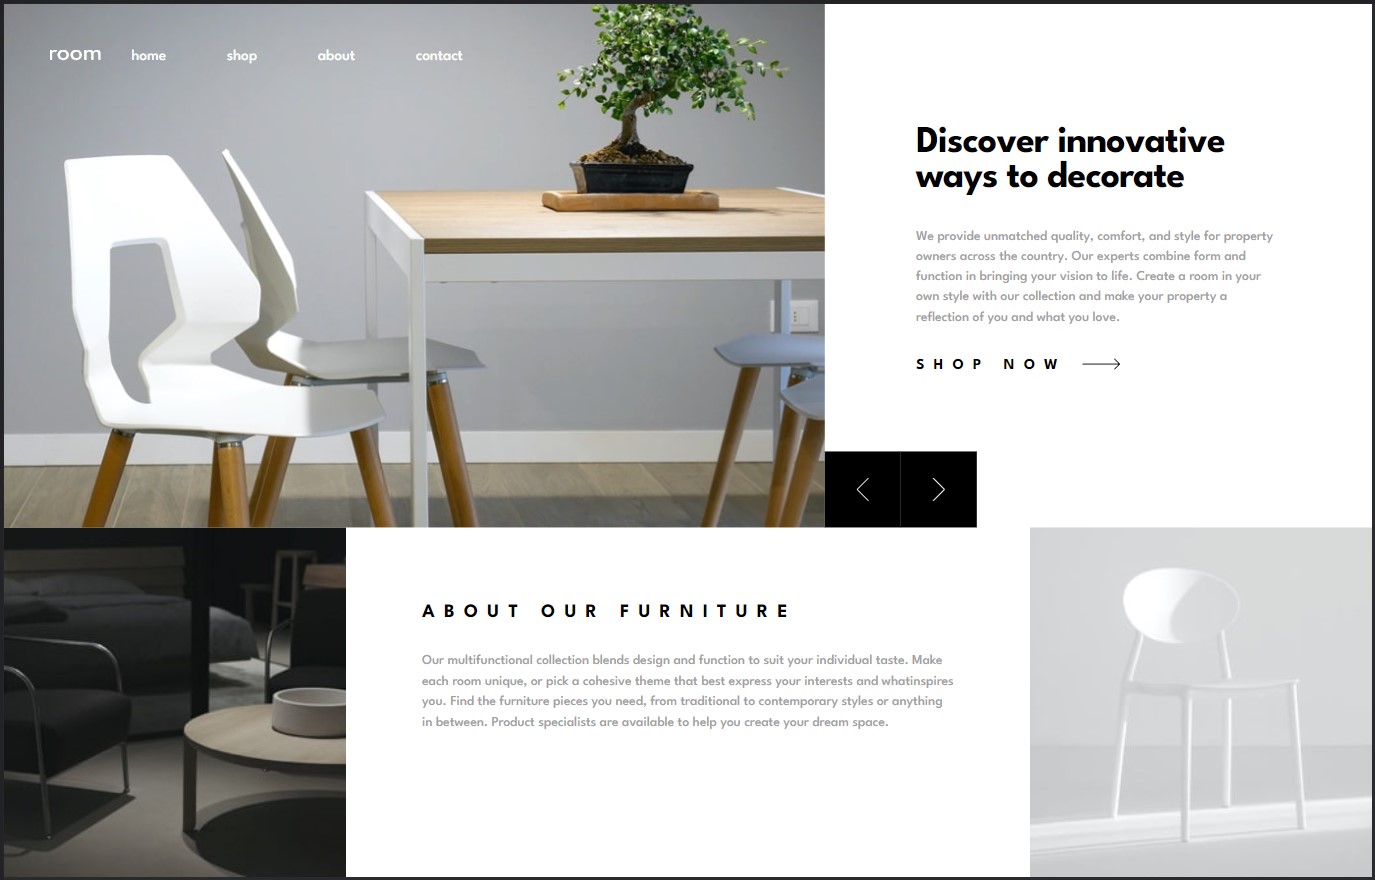 room home shop about contact
Discover innovative
ways to decorate
We provide unmatched quality, comfort, and style for property
owners across the country. Our experts combine form and
function in bringing your vision to life. Create a room in your
own style with our collection and make your property a
reflection of you and what you love.
SHOP NOW
ABOUT OUR FURNITURE
Our multifunctional collection blends design and function to suit your individual taste. Make
each room unique, or pick a cohesive theme that best express your interests and whatinspires
you. Find the furniture pieces you need, from traditional to contemporary styles or anything
in between. Product specialists are available to help you create your dream space.